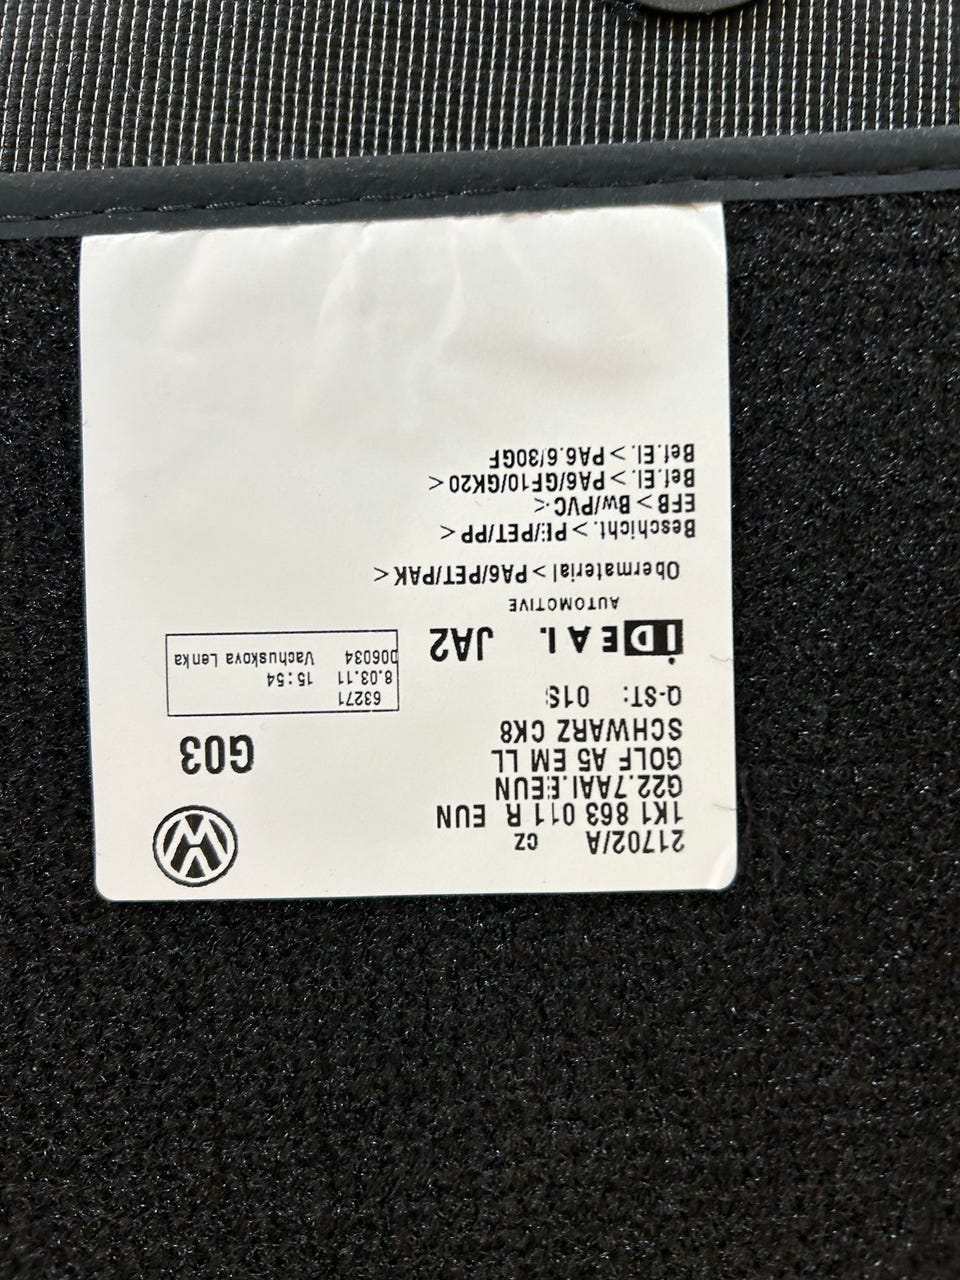 21702/A CZ
1K1 863 011 R EUN
G22.7AAI.EEUN
GOLF A5 EM LL G03
SCHWARZ CK8
Q-ST: 01S
63271
8.03.11 15:54
D06034 Vachuskova Lenka
iDEAL JA2
AUTOMOTIVE
Obermaterial > PA6/PET/PAK <
Beschicht. > PE/PET/PP <
EFB > Bw/PVC <
Bef.El. > PA6/GF10/GK20 <
Bef.El. > PA6.6/30GF